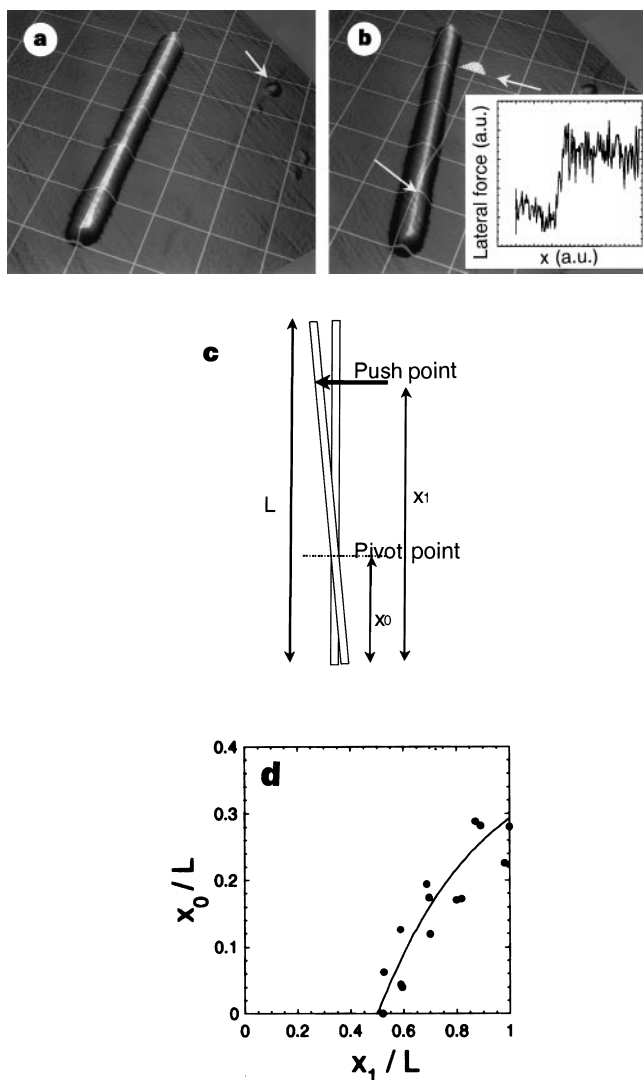 a
b
Lateral force (a.u.)
x (a.u.)
c
Push point
L
x1
Pivot point
x0
d
0.4
0.3
0.2
0.1
0
0 0.2 0.4 0.6 0.8 1
x0 / L
x1 / L